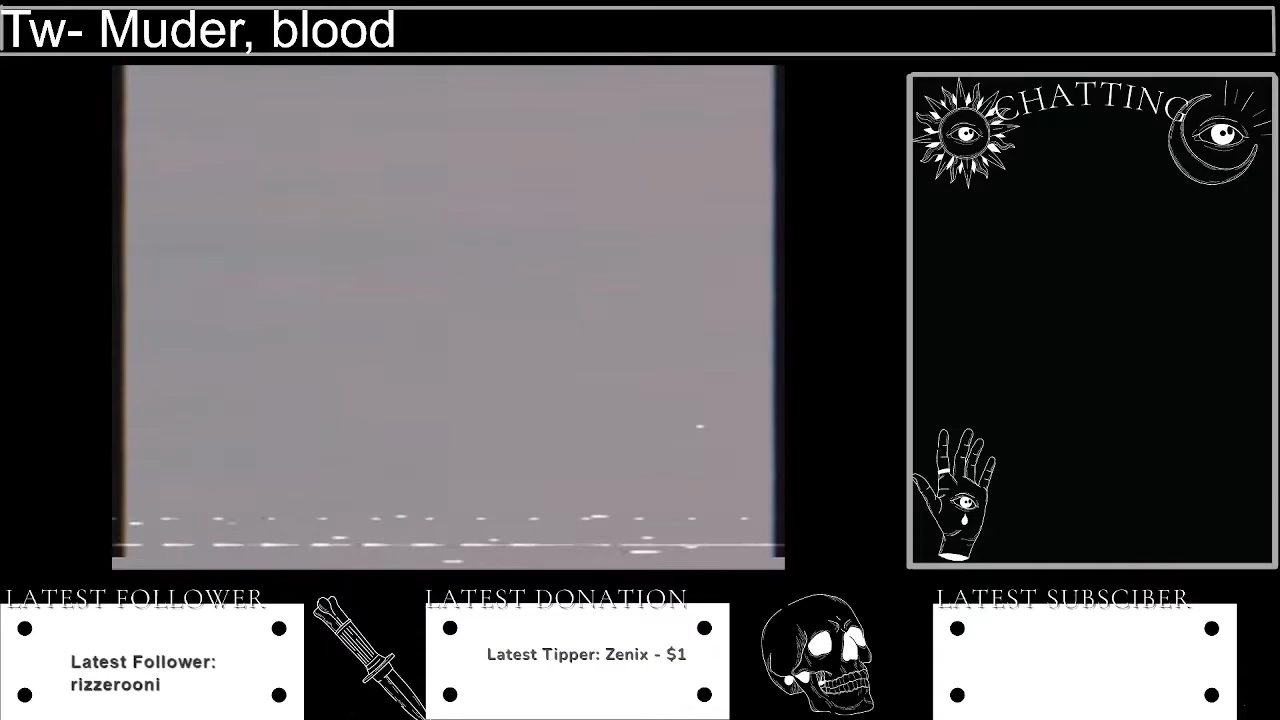 Tw- Muder, blood
CHATTING
LATEST FOLLOWER
Latest Follower:
rizzerooni
LATEST DONATION
Latest Tipper: Zenix - $1
LATEST SUBSCIBER